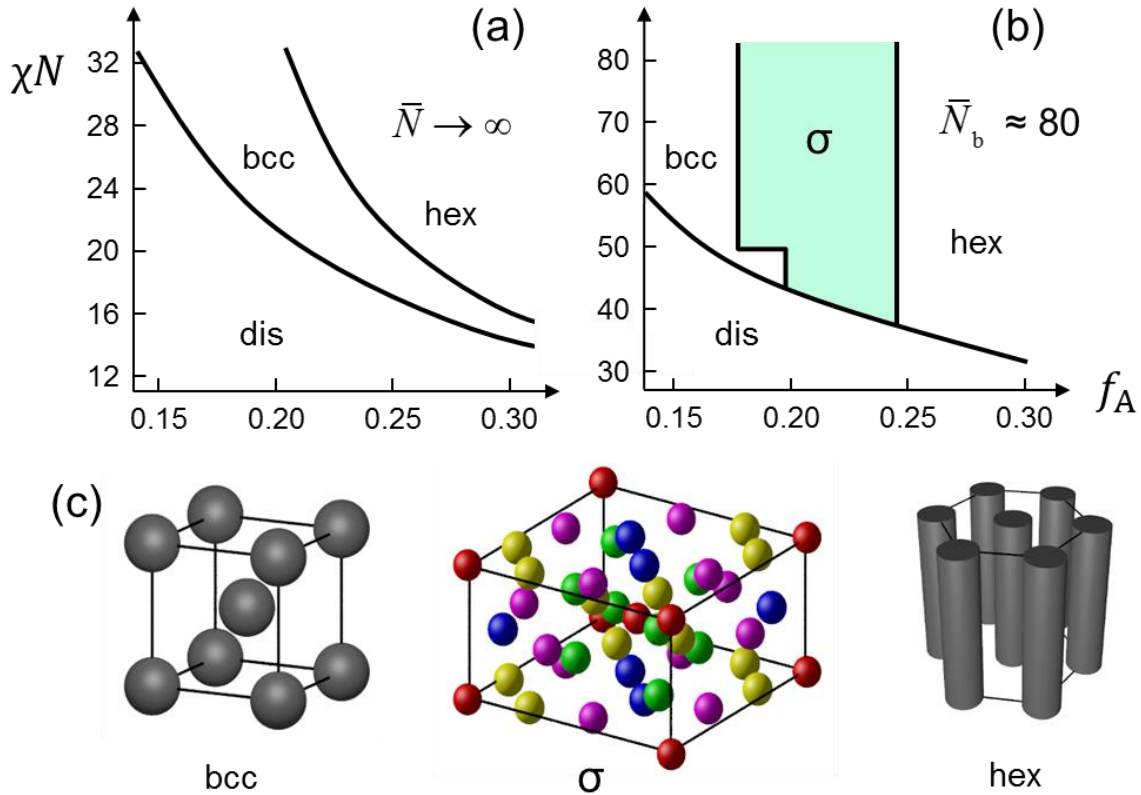 (a)
χN
32
28
24
20
16
12
0.15
0.20
0.25
0.30
N̄ → ∞
bcc
hex
dis
(b)
80
70
60
50
40
30
0.15
0.20
0.25
0.30
f_A
N̄_b ≈ 80
bcc
σ
hex
dis
(c)
bcc
σ
hex